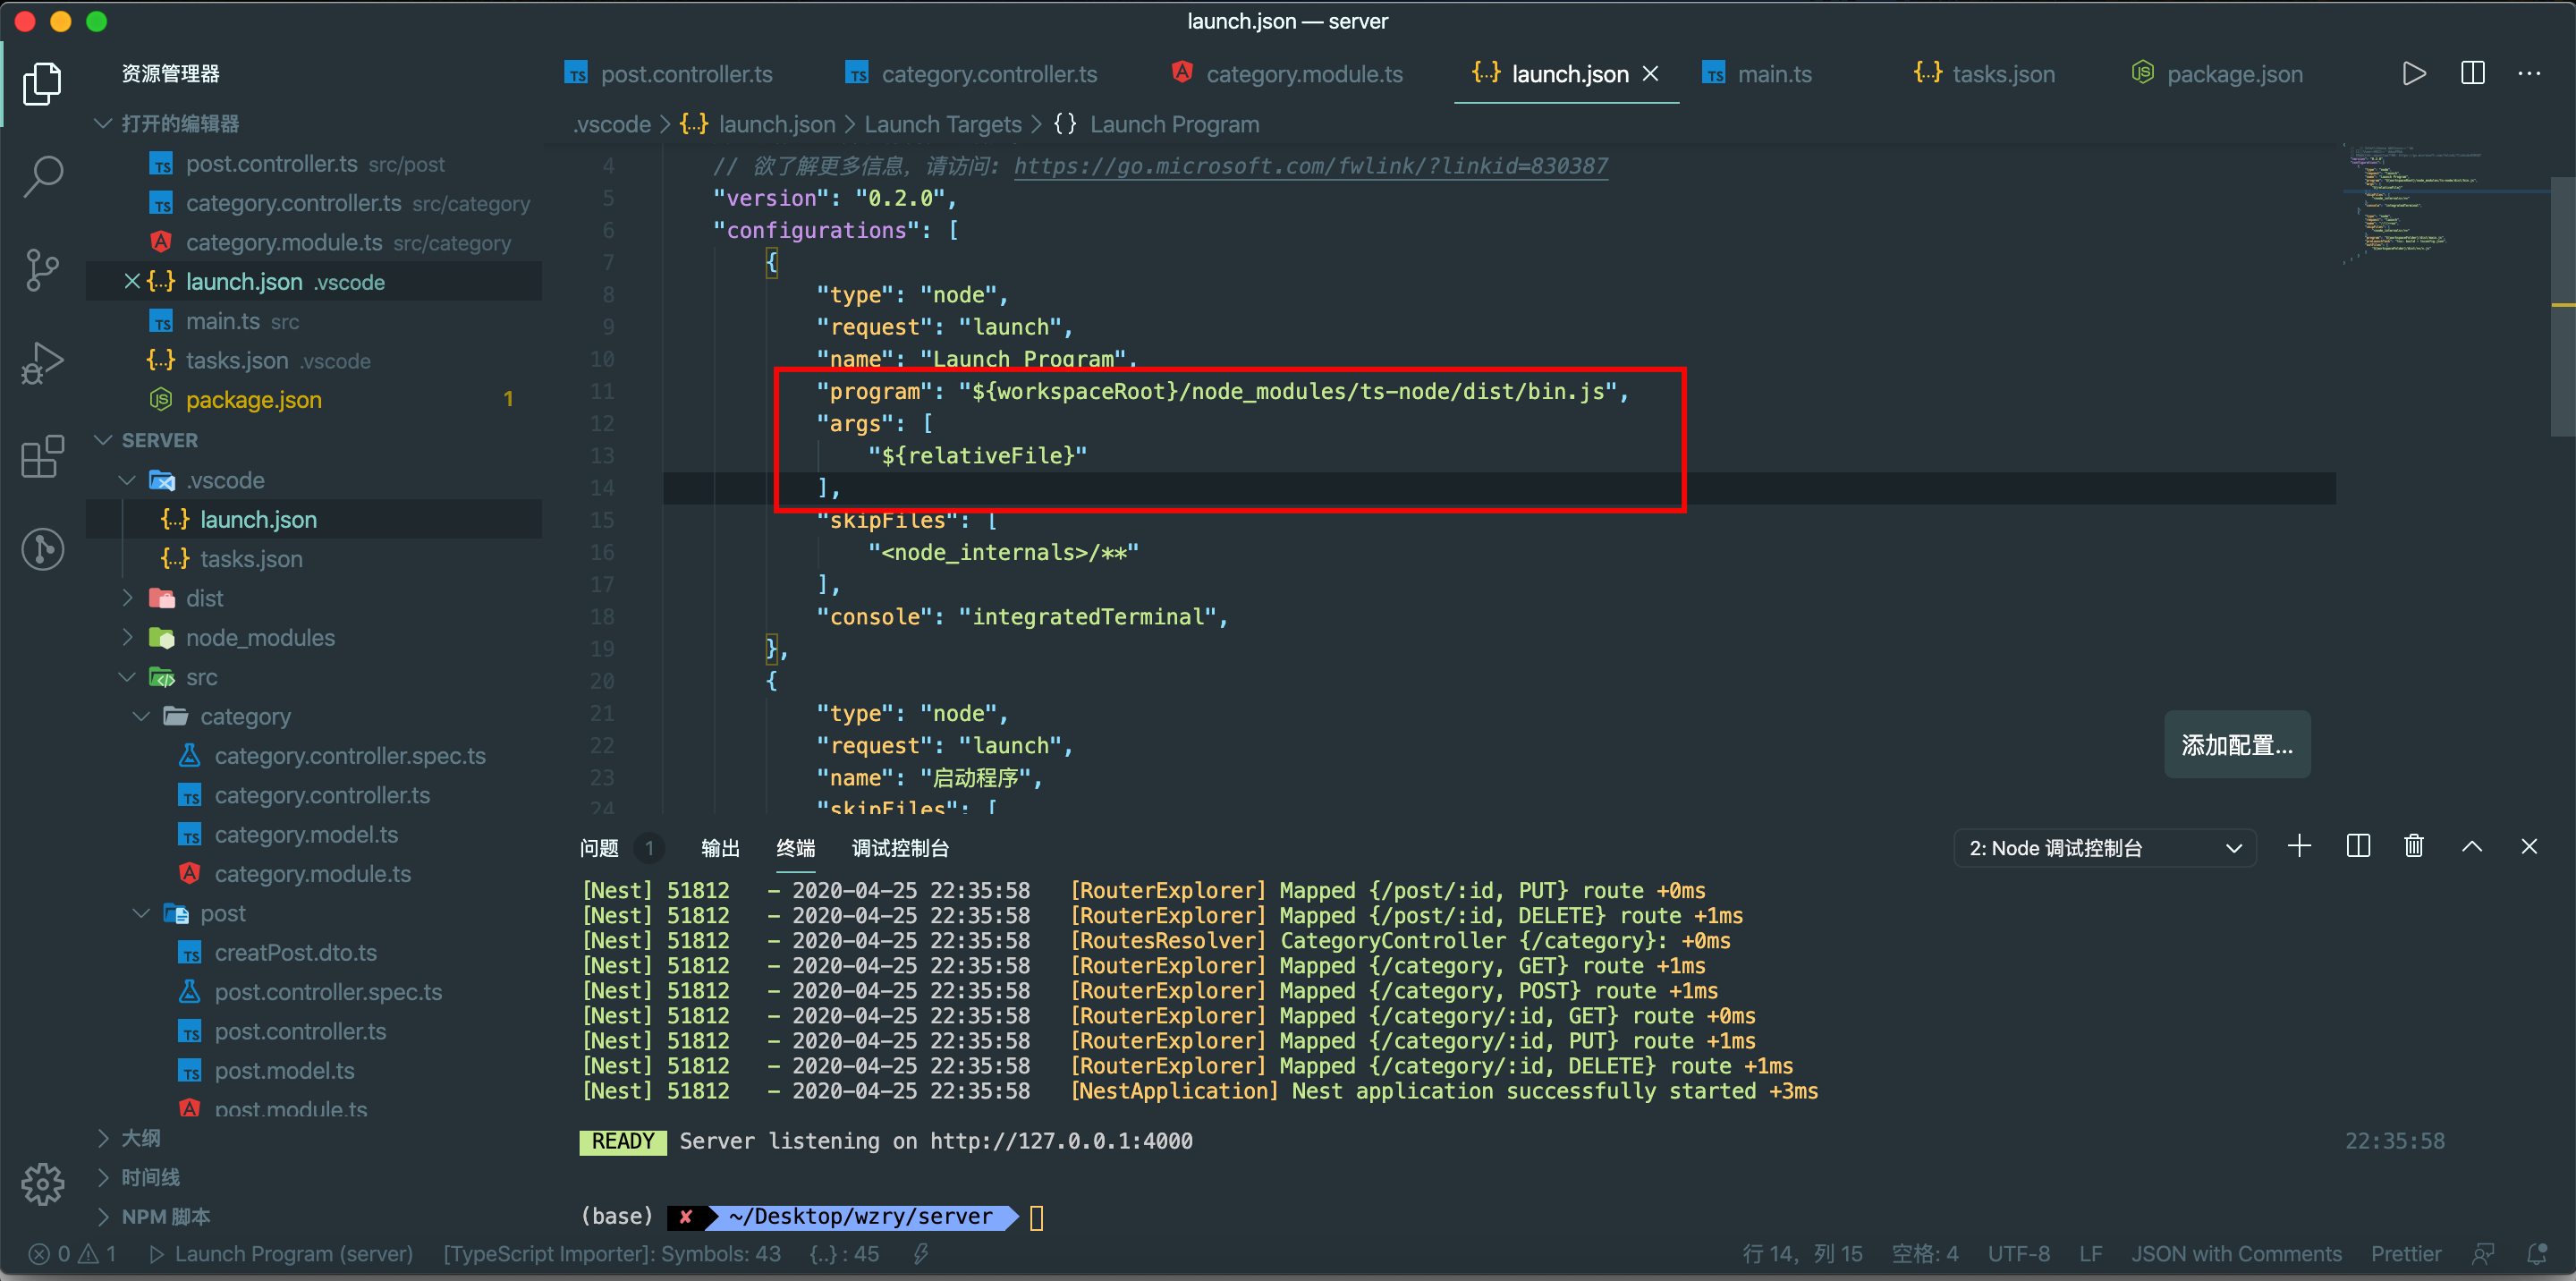 launch.json — server
资源管理器
post.controller.ts
category.controller.ts
category.module.ts
launch.json
main.ts
tasks.json
package.json
打开的编辑器
post.controller.ts src/post
category.controller.ts src/category
category.module.ts src/category
launch.json .vscode
main.ts src
tasks.json .vscode
package.json 1
SERVER
.vscode
launch.json
tasks.json
dist
node_modules
src
category
category.controller.spec.ts
category.controller.ts
category.model.ts
category.module.ts
post
creatPost.dto.ts
post.controller.spec.ts
post.controller.ts
post.model.ts
post.module.ts
大纲
时间线
NPM 脚本
.vscode > {..} launch.json > Launch Targets > {} Launch Program
4 // 欲了解更多信息，请访问: https://go.microsoft.com/fwlink/?linkid=830387
5 "version": "0.2.0",
6 "configurations": [
7 {
8 "type": "node",
9 "request": "launch",
10 "name": "Launch Program",
11 "program": "${workspaceRoot}/node_modules/ts-node/dist/bin.js",
12 "args": [
13 "${relativeFile}"
14 ],
15 "skipFiles": [
16 "<node_internals>/**"
17 ],
18 "console": "integratedTerminal",
19 },
20 {
21 "type": "node",
22 "request": "launch",
23 "name": "启动程序",
24 "skipFiles": [
添加配置...
问题 1 输出 终端 调试控制台 2: Node 调试控制台
[Nest] 51812 - 2020-04-25 22:35:58 [RouterExplorer] Mapped {/post/:id, PUT} route +0ms
[Nest] 51812 - 2020-04-25 22:35:58 [RouterExplorer] Mapped {/post/:id, DELETE} route +1ms
[Nest] 51812 - 2020-04-25 22:35:58 [RoutesResolver] CategoryController {/category}: +0ms
[Nest] 51812 - 2020-04-25 22:35:58 [RouterExplorer] Mapped {/category, GET} route +1ms
[Nest] 51812 - 2020-04-25 22:35:58 [RouterExplorer] Mapped {/category, POST} route +1ms
[Nest] 51812 - 2020-04-25 22:35:58 [RouterExplorer] Mapped {/category/:id, GET} route +0ms
[Nest] 51812 - 2020-04-25 22:35:58 [RouterExplorer] Mapped {/category/:id, PUT} route +1ms
[Nest] 51812 - 2020-04-25 22:35:58 [RouterExplorer] Mapped {/category/:id, DELETE} route +1ms
[Nest] 51812 - 2020-04-25 22:35:58 [NestApplication] Nest application successfully started +3ms
READY Server listening on http://127.0.0.1:4000 22:35:58
(base) ✘ ~/Desktop/wzry/server
0 1 Launch Program (server) [TypeScript Importer]: Symbols: 43 {..} : 45 行 14，列 15 空格: 4 UTF-8 LF JSON with Comments Prettier